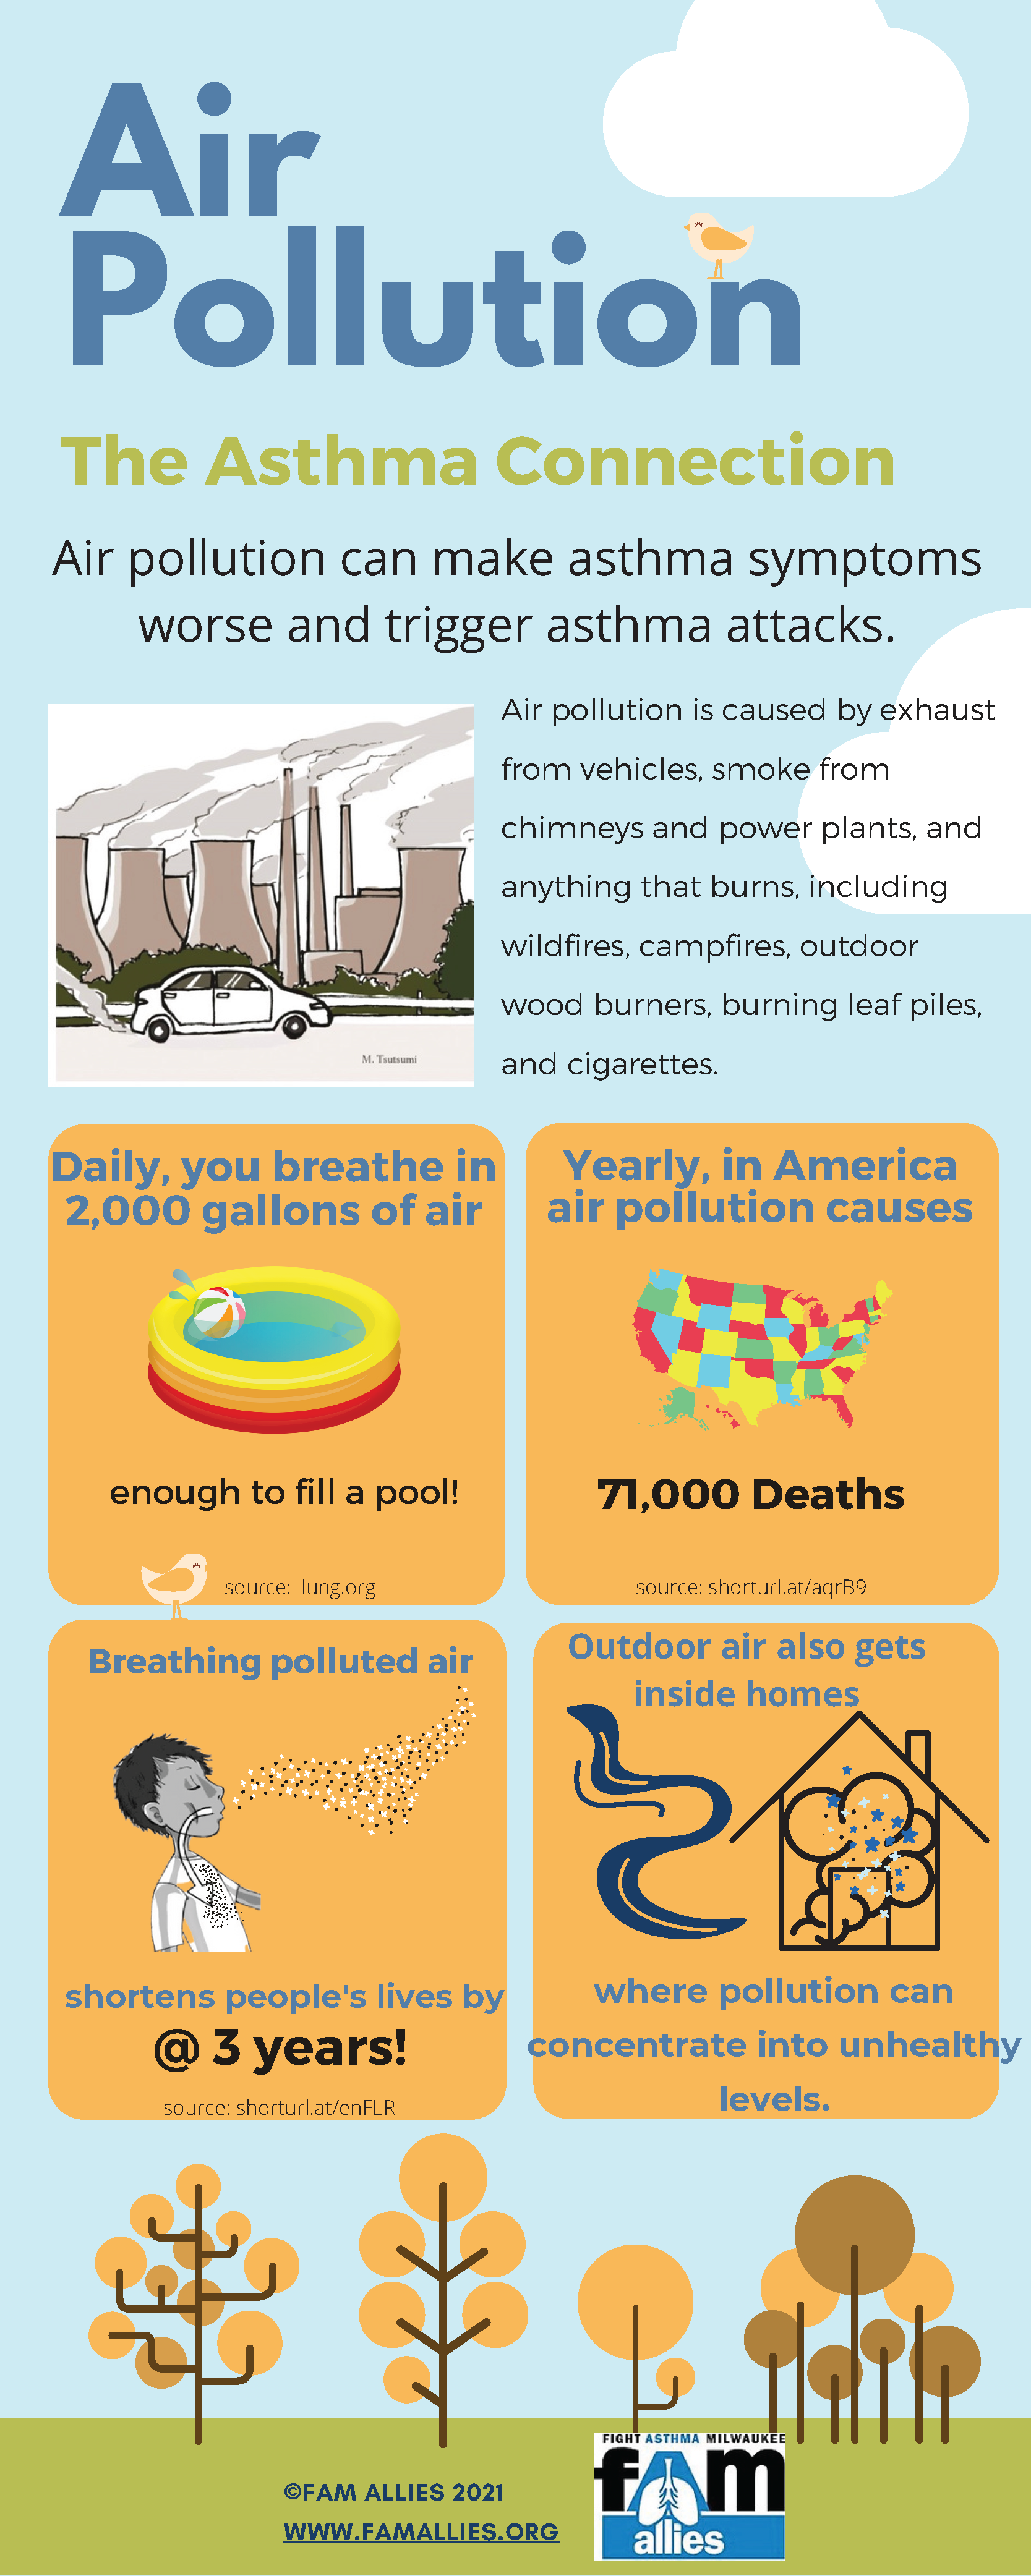 Air
Pollution
The Asthma Connection
Air pollution can make asthma symptoms
worse and trigger asthma attacks.
Air pollution is caused by exhaust
from vehicles, smoke from
chimneys and power plants, and
anything that burns, including
wildfires, campfires, outdoor
wood burners, burning leaf piles,
and cigarettes.
M. Tsutsumi
Daily, you breathe in
2,000 gallons of air
enough to fill a pool!
source: lung.org
Yearly, in America
air pollution causes
71,000 Deaths
source: shorturl.at/aqrB9
Breathing polluted air
shortens people's lives by
@ 3 years!
source: shorturl.at/enFLR
Outdoor air also gets
inside homes
where pollution can
concentrate into unhealthy
levels.
©FAM ALLIES 2021
WWW.FAMALLIES.ORG
FIGHT ASTHMA MILWAUKEE
fAm
allies